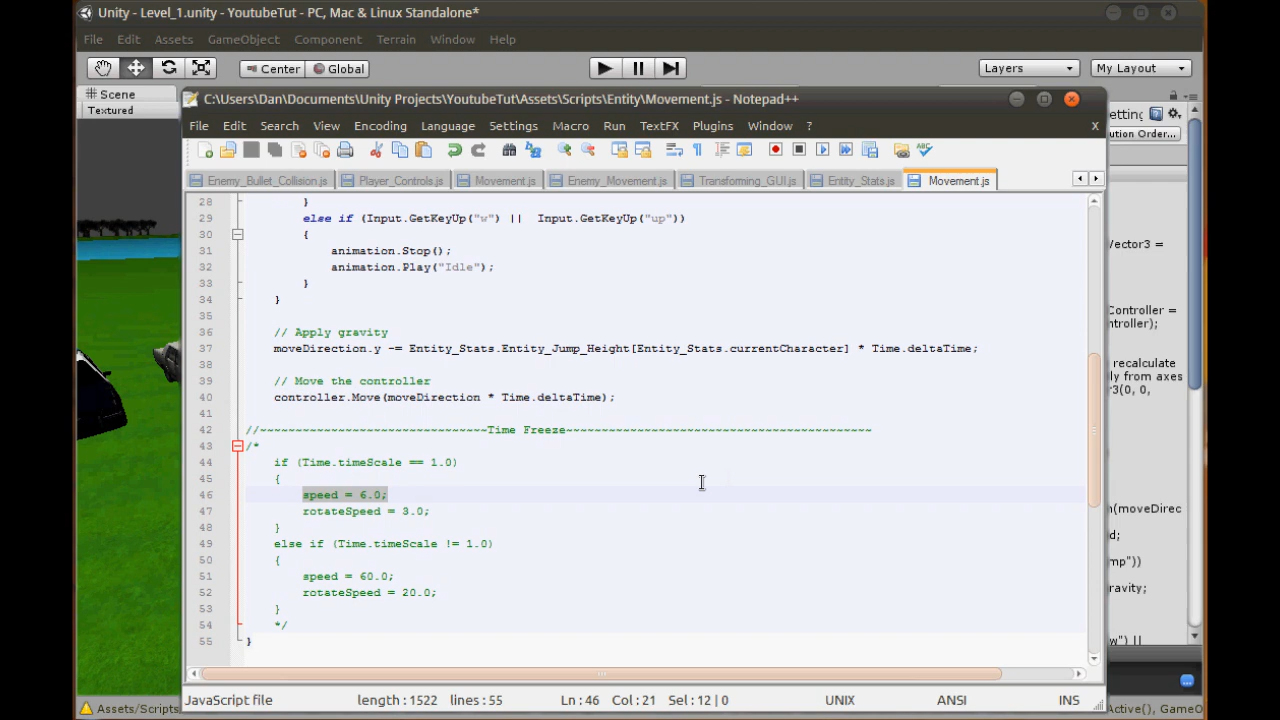 Unity - Level_1.unity - YoutubeTut - PC, Mac & Linux Standalone*
File Edit Assets GameObject Component Terrain Window Help
Center Global Layers My Layout
Scene
Textured
C:\Users\Dan\Documents\Unity Projects\YoutubeTut\Assets\Scripts\Entity\Movement.js - Notepad++
File Edit Search View Encoding Language Settings Macro Run TextFX Plugins Window ? X
Enemy_Bullet_Collision.js Player_Controls.js Movement.js Enemy_Movement.js Transforming_GUI.js Entity_Stats.js Movement.js
28 }
29 else if (Input.GetKeyUp("w") || Input.GetKeyUp("up"))
30 {
31 animation.Stop();
32 animation.Play("Idle");
33 }
34 }
35
36 // Apply gravity
37 moveDirection.y -= Entity_Stats.Entity_Jump_Height[Entity_Stats.currentCharacter] * Time.deltaTime;
38
39 // Move the controller
40 controller.Move(moveDirection * Time.deltaTime);
41
42 //~~~~~~~~~~~~~~~~~~~~~~~~~~~~~~~~Time Freeze~~~~~~~~~~~~~~~~~~~~~~~~~~~~~~~~~~~~~~~~~~~
43 /*
44 if (Time.timeScale == 1.0)
45 {
46 speed = 6.0;
47 rotateSpeed = 3.0;
48 }
49 else if (Time.timeScale != 1.0)
50 {
51 speed = 60.0;
52 rotateSpeed = 20.0;
53 }
54 */
55 }
JavaScript file length:1522 lines:55 Ln:46 Col:21 Sel:12 | 0 UNIX ANSI INS
etting
ution Order...
Vector3 =
Controller =
ntroller);
recalculate
ly from axes
r3(0, 0,
n(moveDirec
d;
mp"))
ravity;
w") ||
Assets/Scripts
Active(), GameO